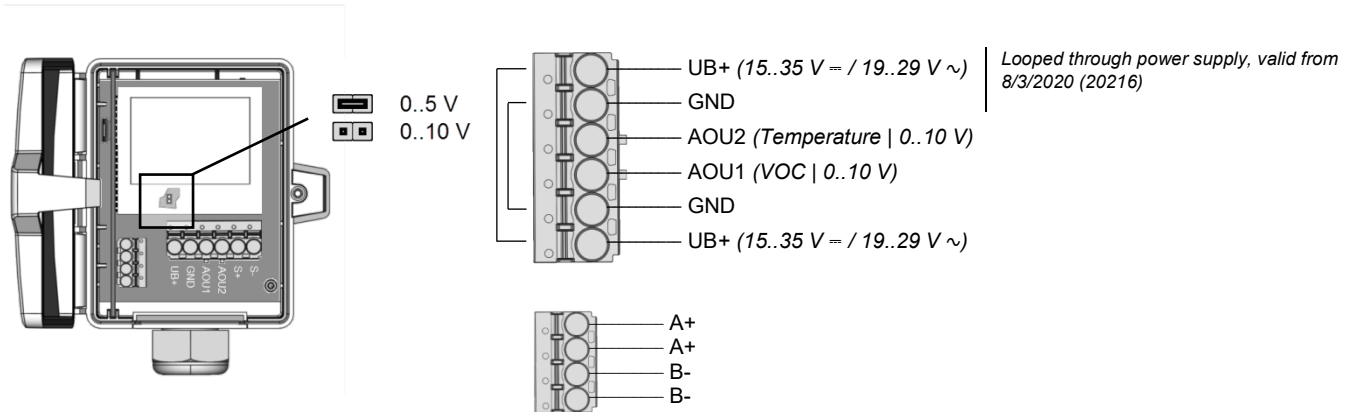 0..5 V
0..10 V
UB+
GND
AOU1
AOU2
S+
S-
UB+ (15..35 V ⎓ / 19..29 V ~)
GND
AOU2 (Temperature | 0..10 V)
AOU1 (VOC | 0..10 V)
GND
UB+ (15..35 V ⎓ / 19..29 V ~)
Looped through power supply, valid from
8/3/2020 (20216)
A+
A+
B-
B-